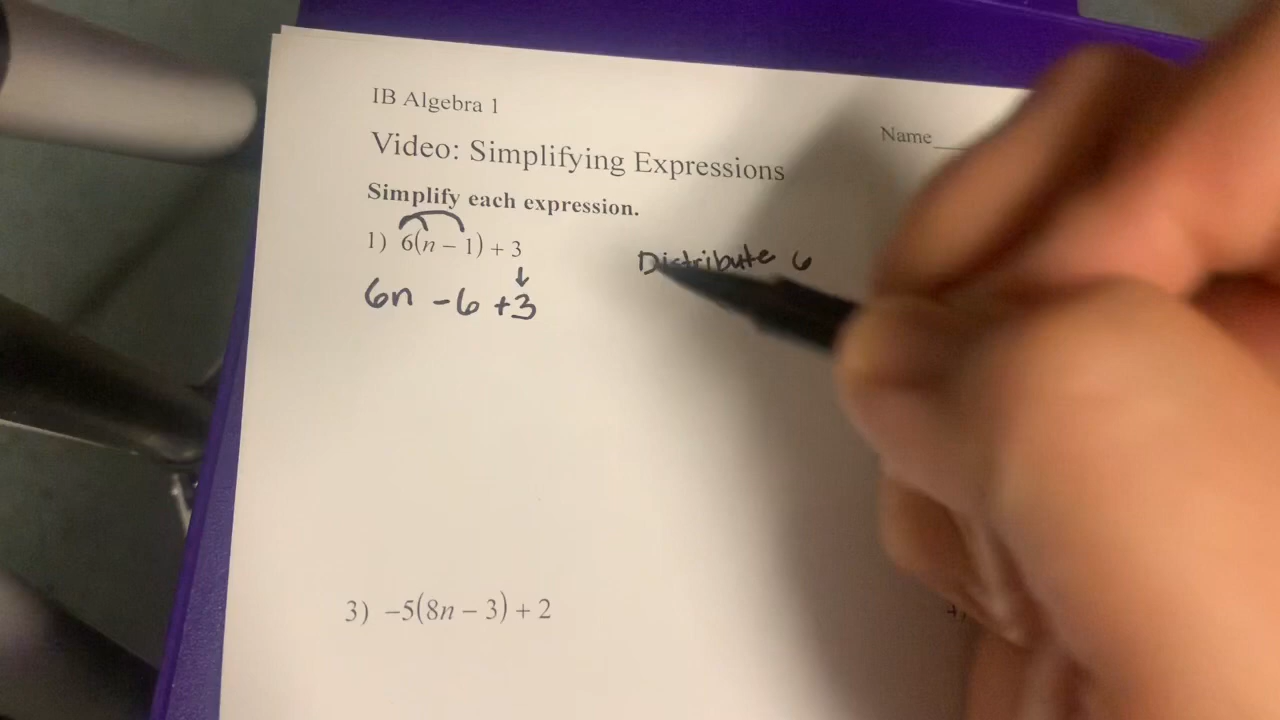 IB Algebra 1
Name
Video: Simplifying Expressions
Simplify each expression.
1) 6(n − 1) + 3
Distribute 6
6n - 6 + 3
3) −5(8n − 3) + 2